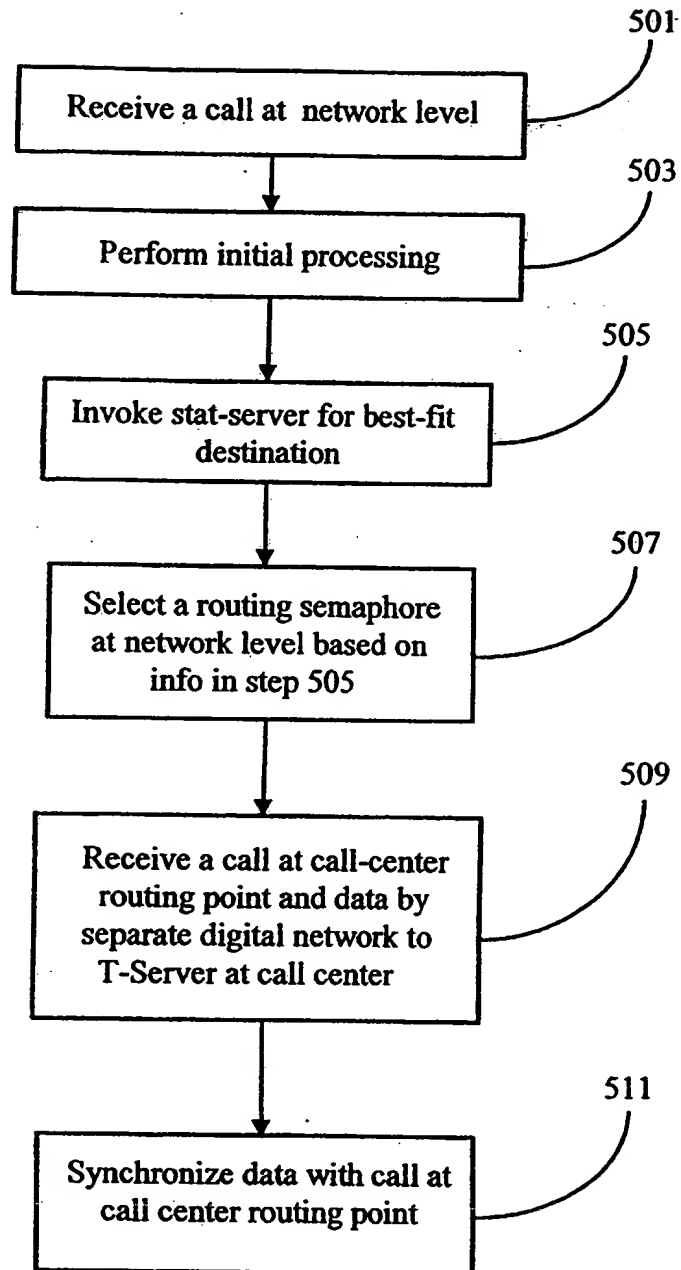 501
Receive a call at network level
503
Perform initial processing
505
Invoke stat-server for best-fit
destination
507
Select a routing semaphore
at network level based on
info in step 505
509
Receive a call at call-center
routing point and data by
separate digital network to
T-Server at call center
511
Synchronize data with call at
call center routing point